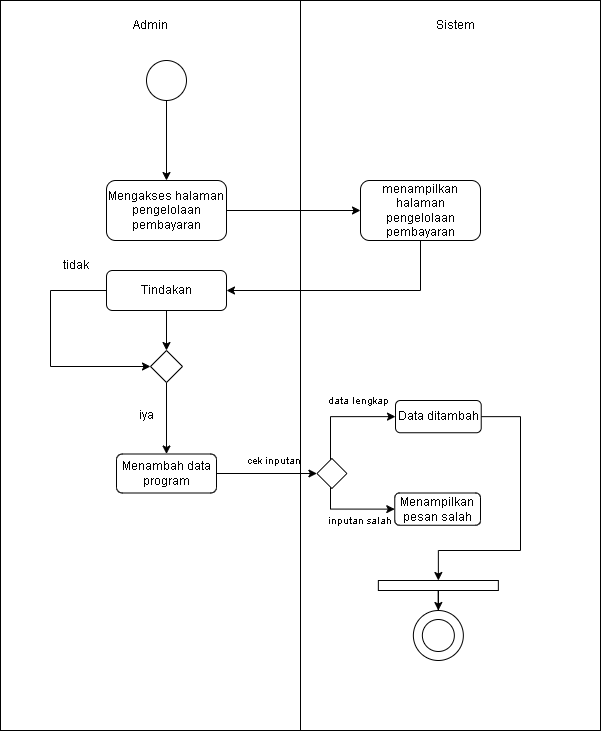 Admin
Sistem
Mengakses halaman
pengelolaan
pembayaran
menampilkan
halaman
pengelolaan
pembayaran
tidak
Tindakan
iya
Menambah data
program
cek inputan
data lengkap
Data ditambah
inputan salah
Menampilkan
pesan salah